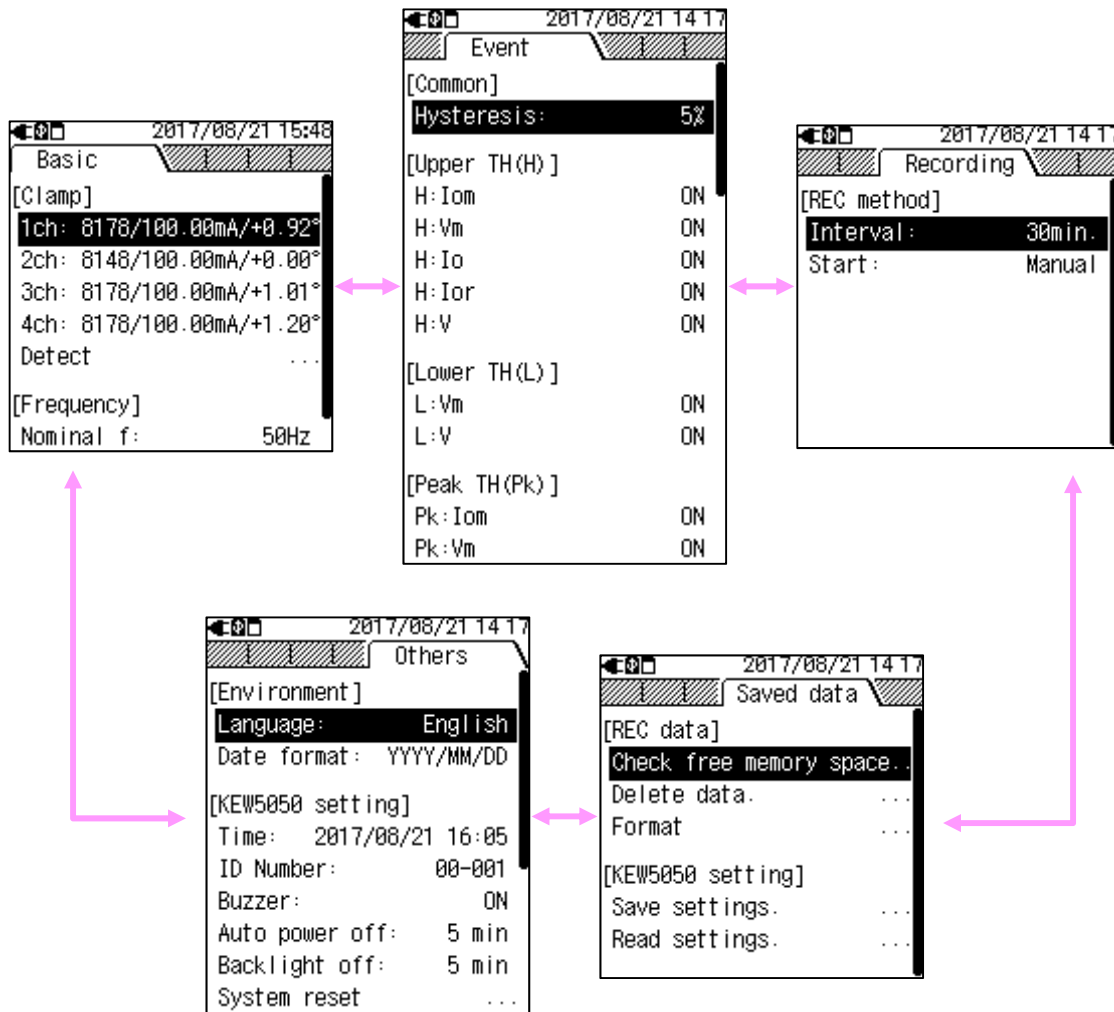 2017/08/21 15:48
Basic
[Clamp]
1ch: 8178/100.00mA/+0.92°
2ch: 8148/100.00mA/+0.00°
3ch: 8178/100.00mA/+1.01°
4ch: 8178/100.00mA/+1.20°
Detect ...
[Frequency]
Nominal f: 50Hz
2017/08/21 14 17
Event
[Common]
Hysteresis: 5%
[Upper TH(H)]
H:Iom ON
H:Vm ON
H:Io ON
H:Ior ON
H:V ON
[Lower TH(L)]
L:Vm ON
L:V ON
[Peak TH(Pk)]
Pk:Iom ON
Pk:Vm ON
2017/08/21 14 17
Recording
[REC method]
Interval: 30min.
Start: Manual
2017/08/21 14 17
Others
[Environment]
Language: English
Date format: YYYY/MM/DD
[KEW5050 setting]
Time: 2017/08/21 16:05
ID Number: 00-001
Buzzer: ON
Auto power off: 5 min
Backlight off: 5 min
System reset ...
2017/08/21 14 17
Saved data
[REC data]
Check free memory space..
Delete data. ...
Format ...
[KEW5050 setting]
Save settings. ...
Read settings. ...